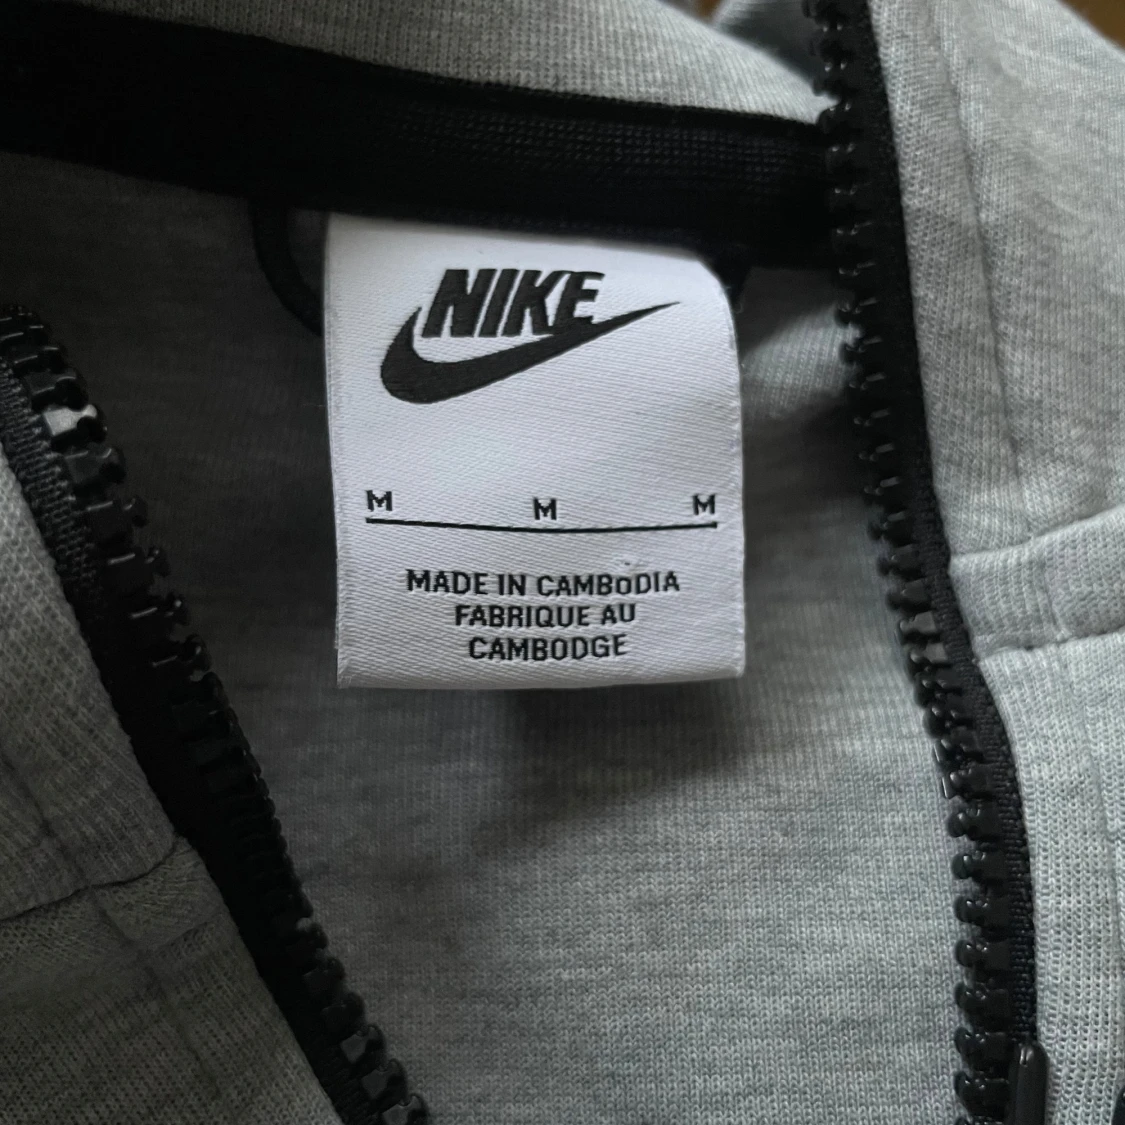 NIKE
M M M
MADE IN CAMBODIA
FABRIQUE AU
CAMBODGE